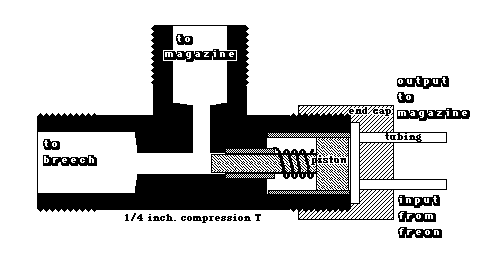 to
magazine
output
to
magazine
end cap
tubing
to
breech
piston
input
from
freon
1/4 inch. compression T